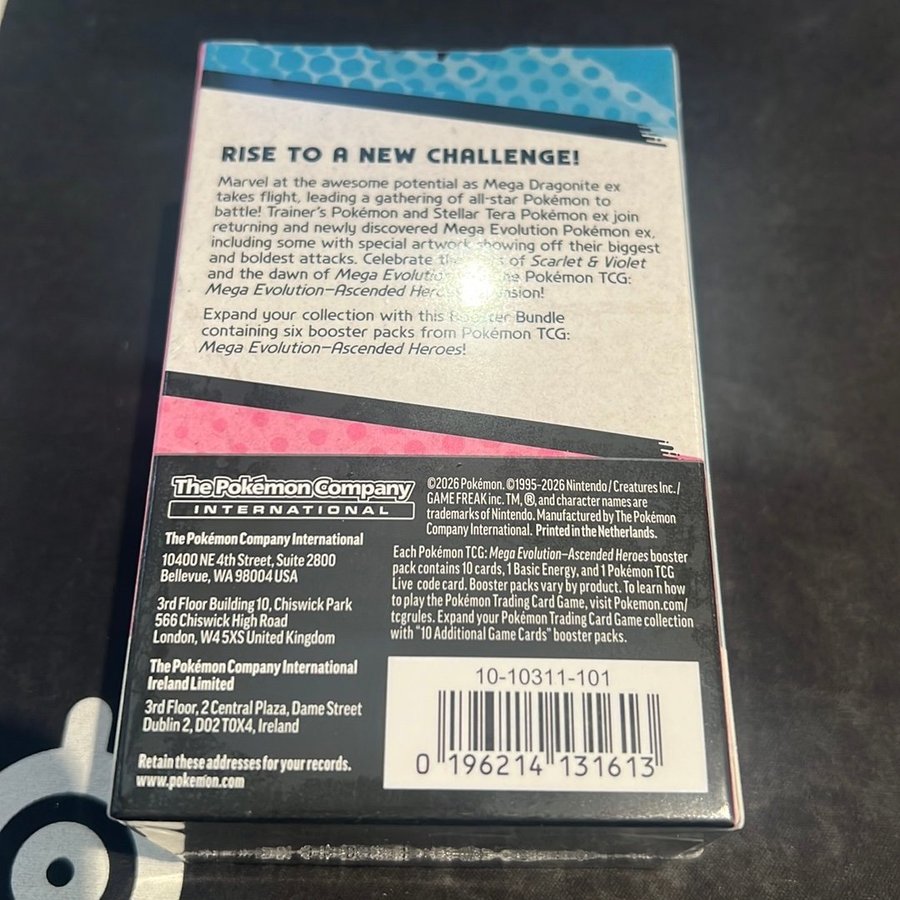 RISE TO A NEW CHALLENGE!
Marvel at the awesome potential as Mega Dragonite ex
takes flight, leading a gathering of all-star Pokémon to
battle! Trainer's Pokémon and Stellar Tera Pokémon ex join
returning and newly discovered Mega Evolution Pokémon ex,
including some with special artwork showing off their biggest
and boldest attacks. Celebrate of Scarlet & Violet
and the dawn of Mega Evolution Pokémon TCG:
Mega Evolution—Ascended Heroes
Expand your collection with this Booster Bundle
containing six booster packs from Pokémon TCG:
Mega Evolution—Ascended Heroes!
The Pokémon Company
INTERNATIONAL
The Pokémon Company International
10400 NE 4th Street, Suite 2800
Bellevue, WA 98004 USA
3rd Floor Building 10, Chiswick Park
566 Chiswick High Road
London, W4 5XS United Kingdom
The Pokémon Company International
Ireland Limited
3rd Floor, 2 Central Plaza, Dame Street
Dublin 2, D02 T0X4, Ireland
Retain these addresses for your records.
www.pokemon.com
©2026 Pokémon. ©1995–2026 Nintendo / Creatures Inc. /
GAME FREAK inc. TM, ®, and character names are
trademarks of Nintendo. Manufactured by The Pokémon
Company International. Printed in the Netherlands.
Each Pokémon TCG: Mega Evolution—Ascended Heroes booster
pack contains 10 cards, 1 Basic Energy, and 1 Pokémon TCG
Live code card. Booster packs vary by product. To learn how
to play the Pokémon Trading Card Game, visit Pokemon.com/
tcgrules. Expand your Pokémon Trading Card Game collection
with "10 Additional Game Cards" booster packs.
10-10311-101
0 196214 131613